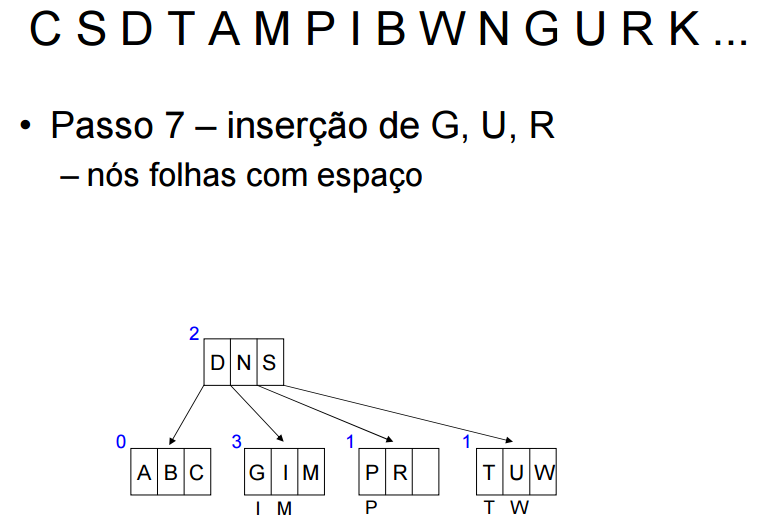 C S D T A M P I B W N G U R K ...
• Passo 7 – inserção de G, U, R
– nós folhas com espaço
2
D N S
0 3 1 1
A B C G I M P R T U W
I M P T W